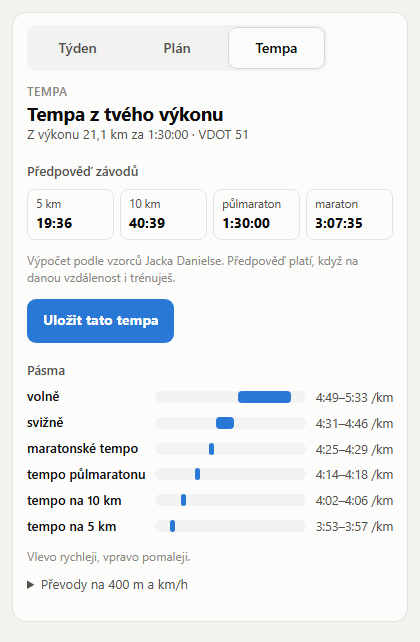 Týden Plán Tempa
TEMPA
Tempa z tvého výkonu
Z výkonu 21,1 km za 1:30:00 · VDOT 51
Předpověď závodů
5 km 10 km půlmaraton maraton
19:36 40:39 1:30:00 3:07:35
Výpočet podle vzorců Jacka Danielse. Předpověď platí, když na
danou vzdálenost i trénuješ.
Uložit tato tempa
Pásma
volně 4:49–5:33 /km
svižně 4:31–4:46 /km
maratonské tempo 4:25–4:29 /km
tempo půlmaratonu 4:14–4:18 /km
tempo na 10 km 4:02–4:06 /km
tempo na 5 km 3:53–3:57 /km
Vlevo rychleji, vpravo pomaleji.
▶ Převody na 400 m a km/h